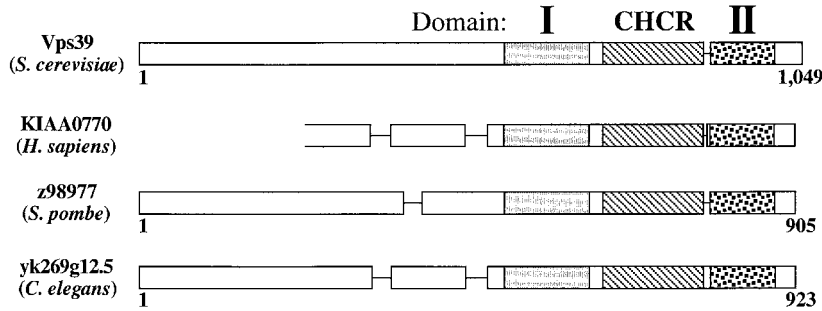 Domain: I CHCR II
Vps39
(S. cerevisiae)
1 1,049
KIAA0770
(H. sapiens)
z98977
(S. pombe)
1 905
yk269g12.5
(C. elegans)
1 923